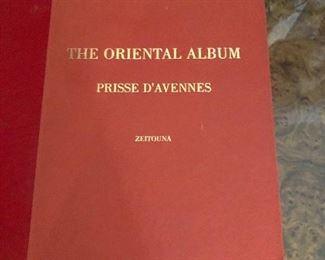 THE ORIENTAL ALBUM
PRISSE D'AVENNES
ZEITOUNA